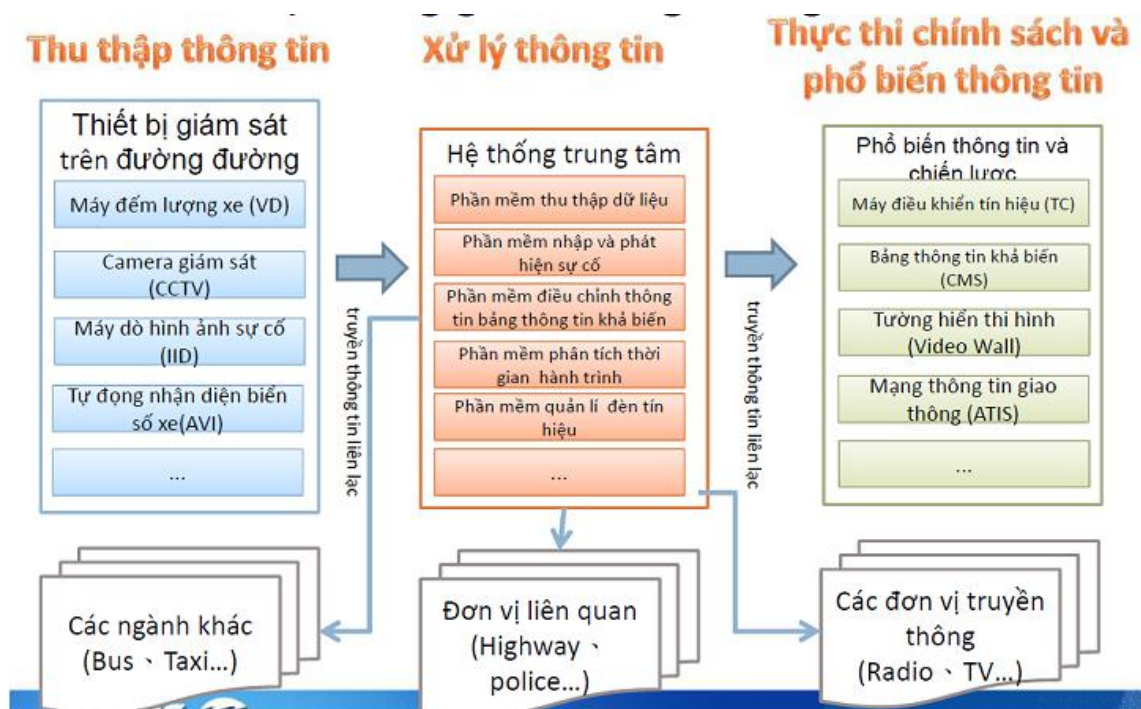 Thu thập thông tin
Xử lý thông tin
Thực thi chính sách và
phổ biến thông tin
Thiết bị giám sát
trên đường đường
Máy đếm lượng xe (VD)
Camera giám sát
(CCTV)
Máy dò hình ảnh sự cố
(IID)
Tự đọng nhận diện biển
số xe(AVI)
...
truyền thông tin liên lạc
Hệ thống trung tâm
Phần mềm thu thập dữ liệu
Phần mềm nhập và phát
hiện sự cố
Phần mềm điều chỉnh thông
tin bảng thông tin khả biến
Phần mềm phân tích thời
gian hành trình
Phần mềm quản lí đèn tín
hiệu
...
truyền thông tin liên lạc
Phổ biến thông tin và
chiến lược
Máy điều khiển tín hiệu (TC)
Bảng thông tin khả biến
(CMS)
Tường hiển thi hình
(Video Wall)
Mạng thông tin giao
thông (ATIS)
...
Các ngành khác
(Bus、Taxi...)
Đơn vị liên quan
(Highway、
police...)
Các đơn vị truyền
thông
(Radio、TV...)